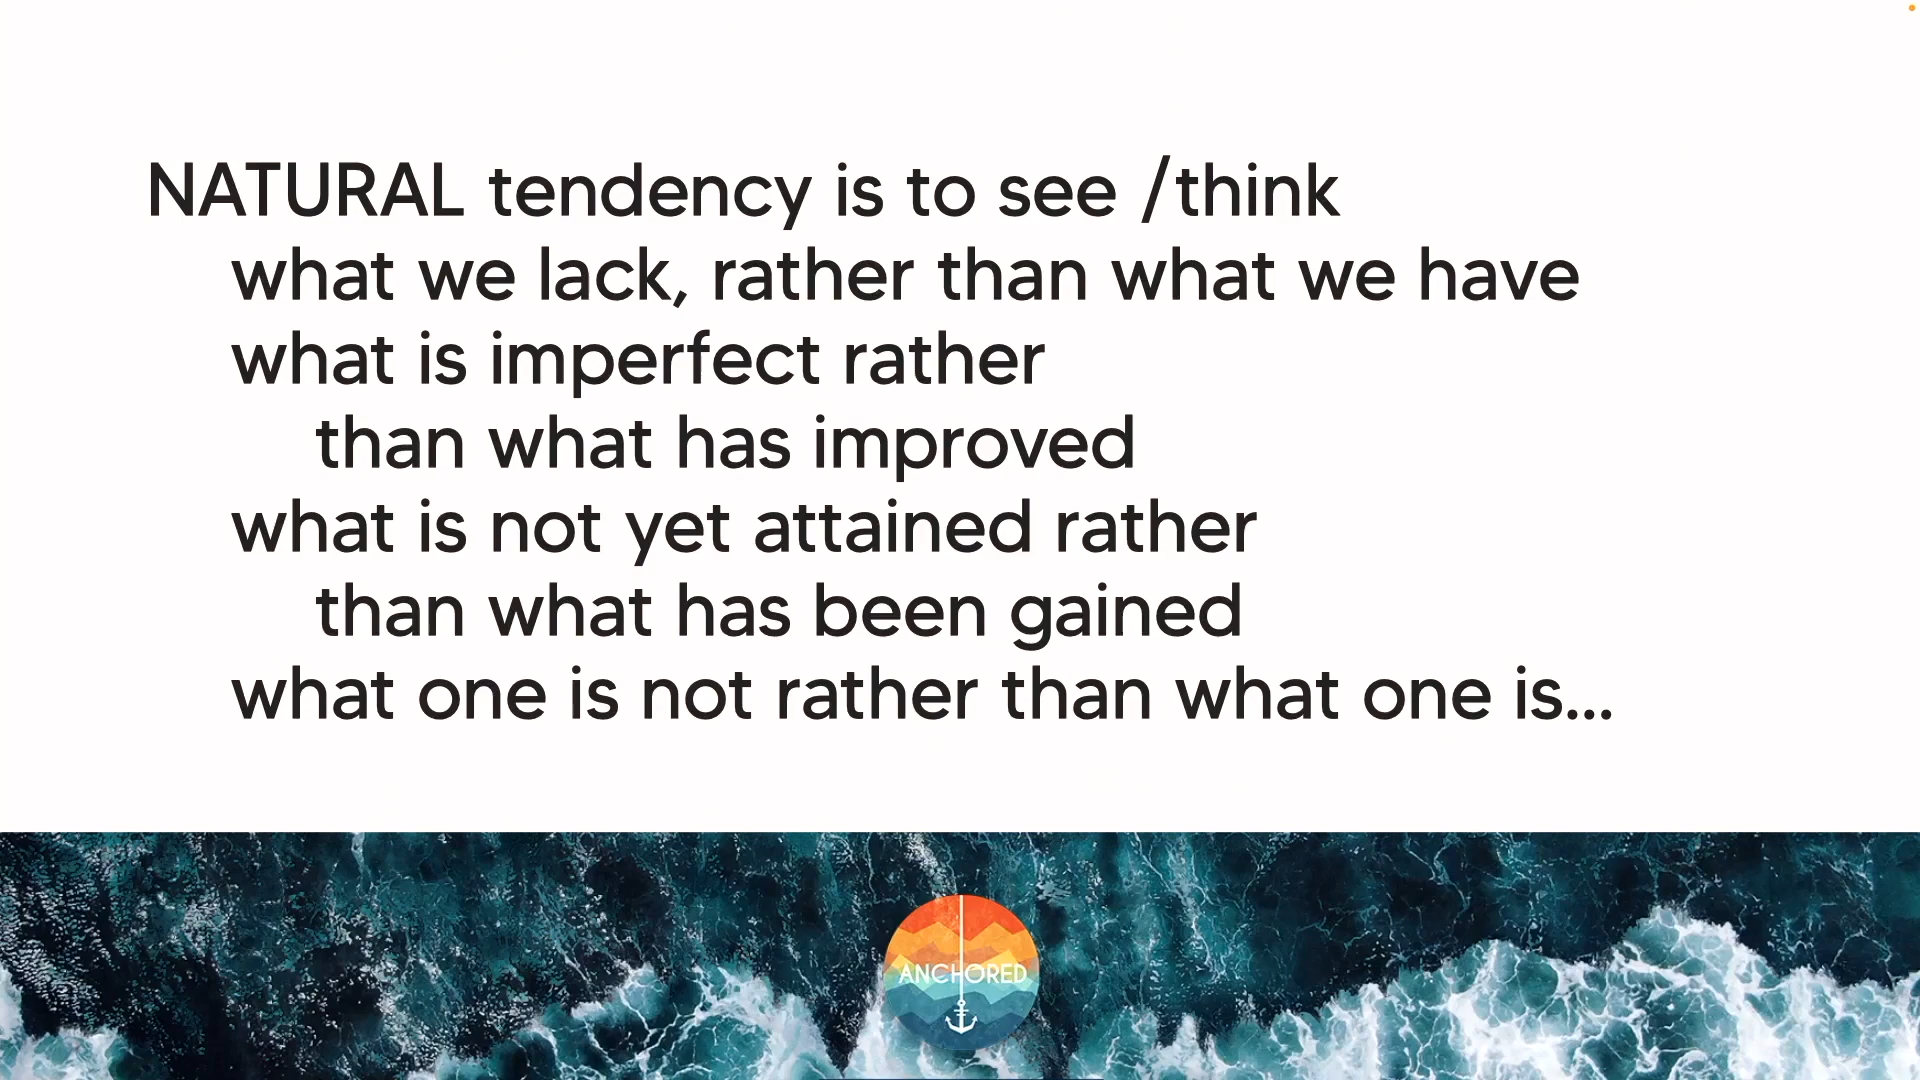 NATURAL tendency is to see /think
what we lack, rather than what we have
what is imperfect rather
than what has improved
what is not yet attained rather
than what has been gained
what one is not rather than what one is...
ANCHORED